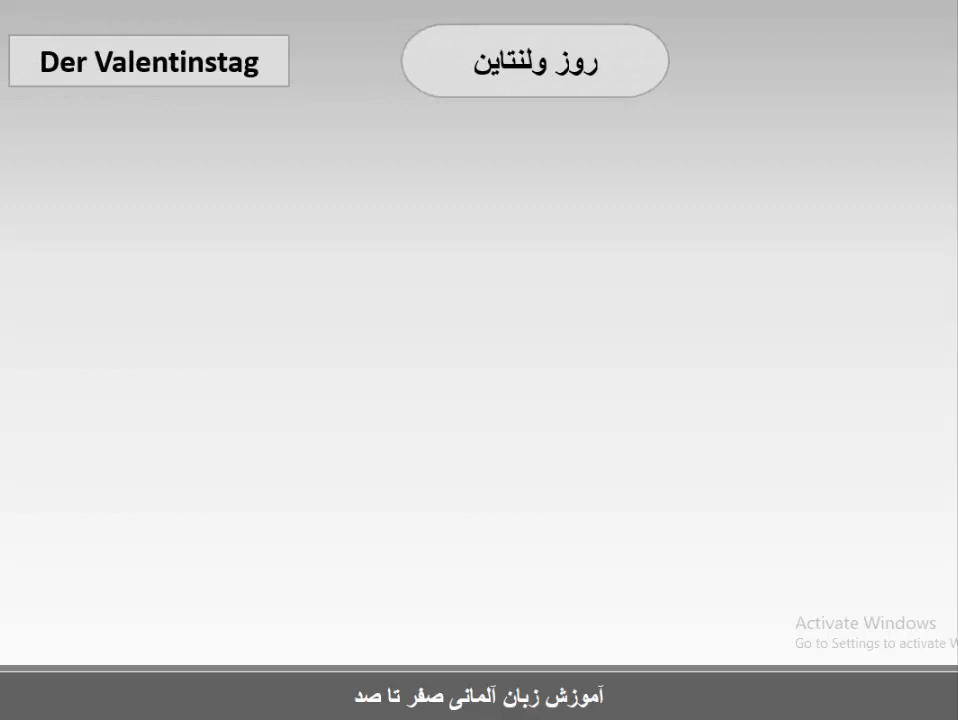 Der Valentinstag
روز ولنتاین
Activate Windows
Go to Settings to activate W
آموزش زبان آلمانی صفر تا صد